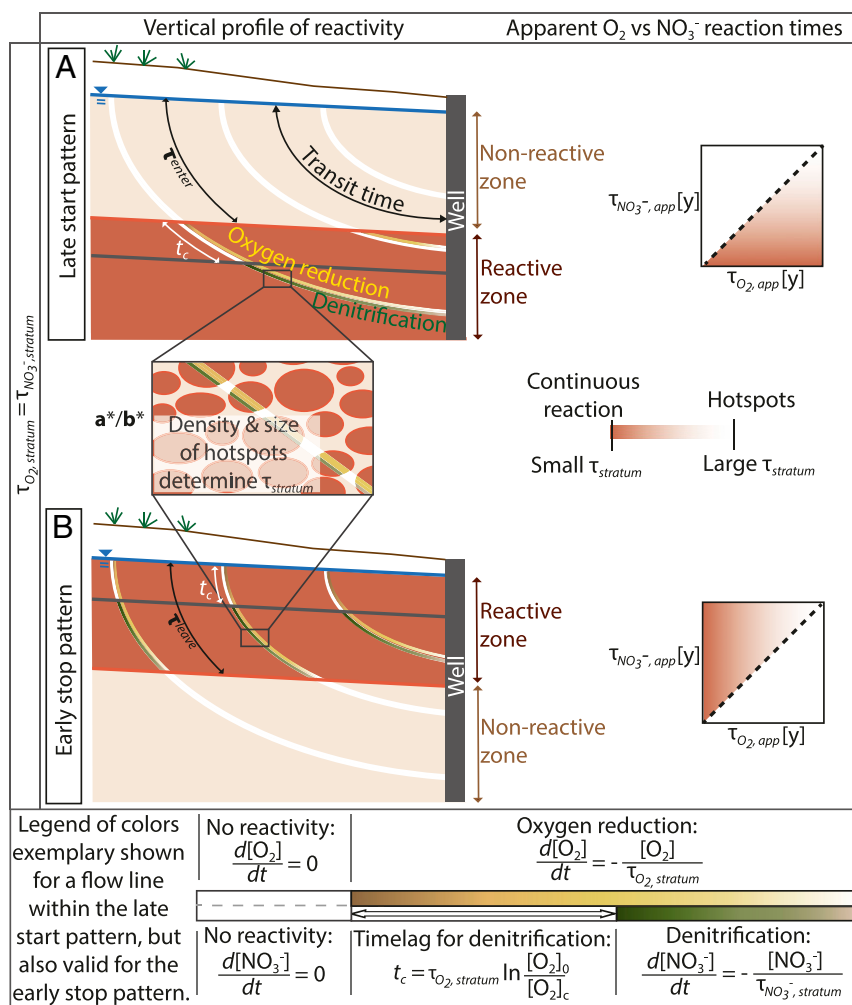 Vertical profile of reactivity
Apparent O₂ vs NO₃⁻ reaction times
τO₂, stratum = τNO₃⁻, stratum
Late start pattern
A
τenter
Transit time
Well
Non-reactive
zone
τNO₃⁻, app [y]
τO₂, app [y]
tc
Oxygen reduction
Denitrification
Reactive
zone
a*/b*
Density & size
of hotspots
determine τstratum
Continuous
reaction
Hotspots
Small τstratum
Large τstratum
Early stop pattern
B
tc
τleave
Well
Reactive
zone
Non-reactive
zone
τNO₃⁻, app [y]
τO₂, app [y]
Legend of colors
exemplary shown
for a flow line
within the late
start pattern, but
also valid for the
early stop pattern.
No reactivity:
d[O₂]/dt = 0
Oxygen reduction:
d[O₂]/dt = - [O₂]/τO₂, stratum
No reactivity:
d[NO₃⁻]/dt = 0
Timelag for denitrification:
tc = τO₂, stratum ln [O₂]₀/[O₂]c
Denitrification:
d[NO₃⁻]/dt = - [NO₃⁻]/τNO₃⁻, stratum